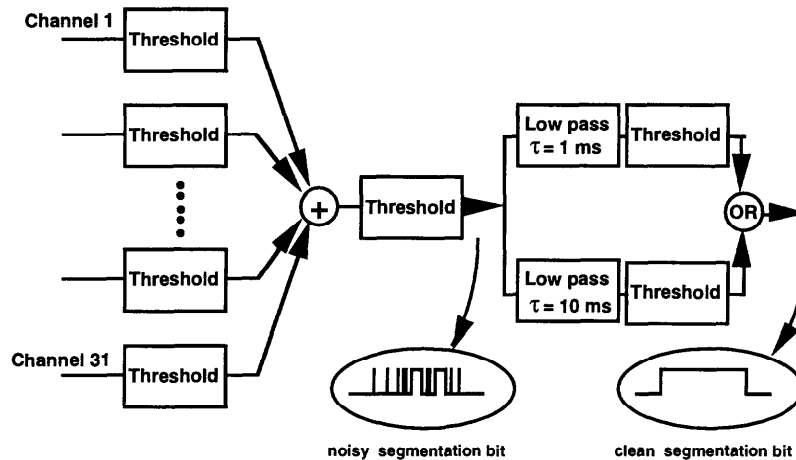 Channel 1
Threshold
Threshold
Threshold
Channel 31
Threshold
+
Threshold
Low pass
τ = 1 ms
Threshold
Low pass
τ = 10 ms
Threshold
OR
noisy segmentation bit
clean segmentation bit